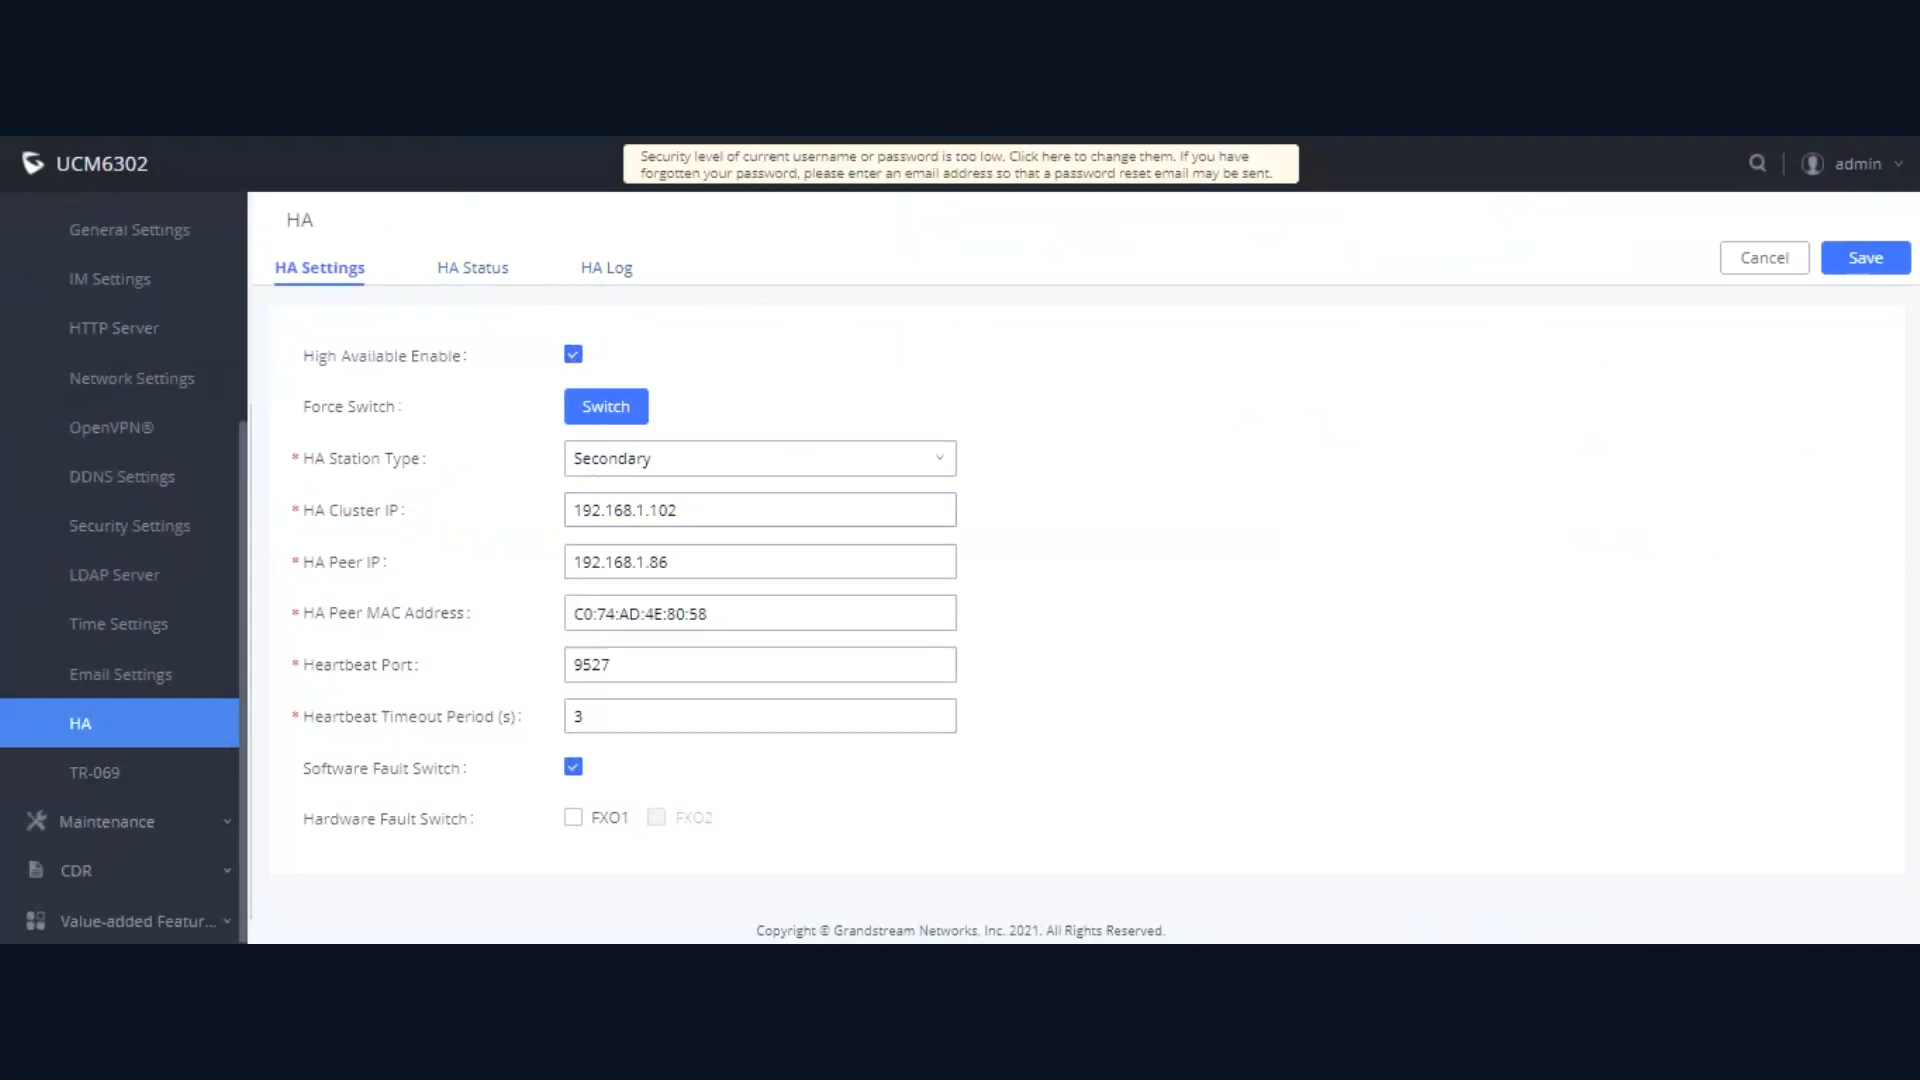 UCM6302
Security level of current username or password is too low. Click here to change them. If you have
forgotten your password, please enter an email address so that a password reset email may be sent.
admin
General Settings
IM Settings
HTTP Server
Network Settings
OpenVPN®
DDNS Settings
Security Settings
LDAP Server
Time Settings
Email Settings
HA
TR-069
Maintenance
CDR
Value-added Featur...
HA
HA Settings
HA Status
HA Log
Cancel
Save
High Available Enable:
Force Switch:
Switch
* HA Station Type:
Secondary
* HA Cluster IP:
192.168.1.102
* HA Peer IP:
192.168.1.86
* HA Peer MAC Address:
C0:74:AD:4E:80:58
* Heartbeat Port:
9527
* Heartbeat Timeout Period (s):
3
Software Fault Switch:
Hardware Fault Switch:
FXO1
FXO2
Copyright © Grandstream Networks, Inc. 2021. All Rights Reserved.